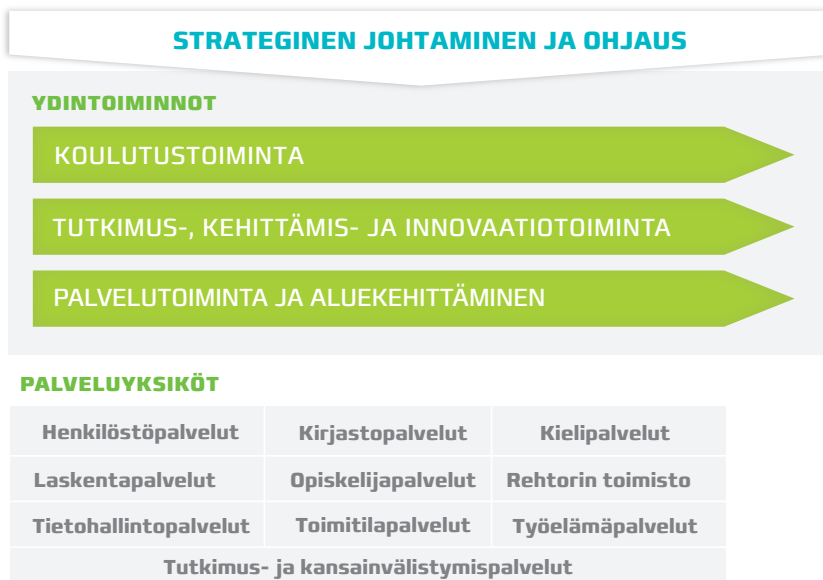 STRATEGINEN JOHTAMINEN JA OHJAUS
YDINTOIMINNOT
KOULUTUSTOIMINTA
TUTKIMUS-, KEHITTÄMIS- JA INNOVAATIOTOIMINTA
PALVELUTOIMINTA JA ALUEKEHITTÄMINEN
PALVELUYKSIKÖT
Henkilöstöpalvelut Kirjastopalvelut Kielipalvelut
Laskentapalvelut Opiskelijapalvelut Rehtorin toimisto
Tietohallintopalvelut Toimitilapalvelut Työelämäpalvelut
Tutkimus- ja kansainvälistymispalvelut